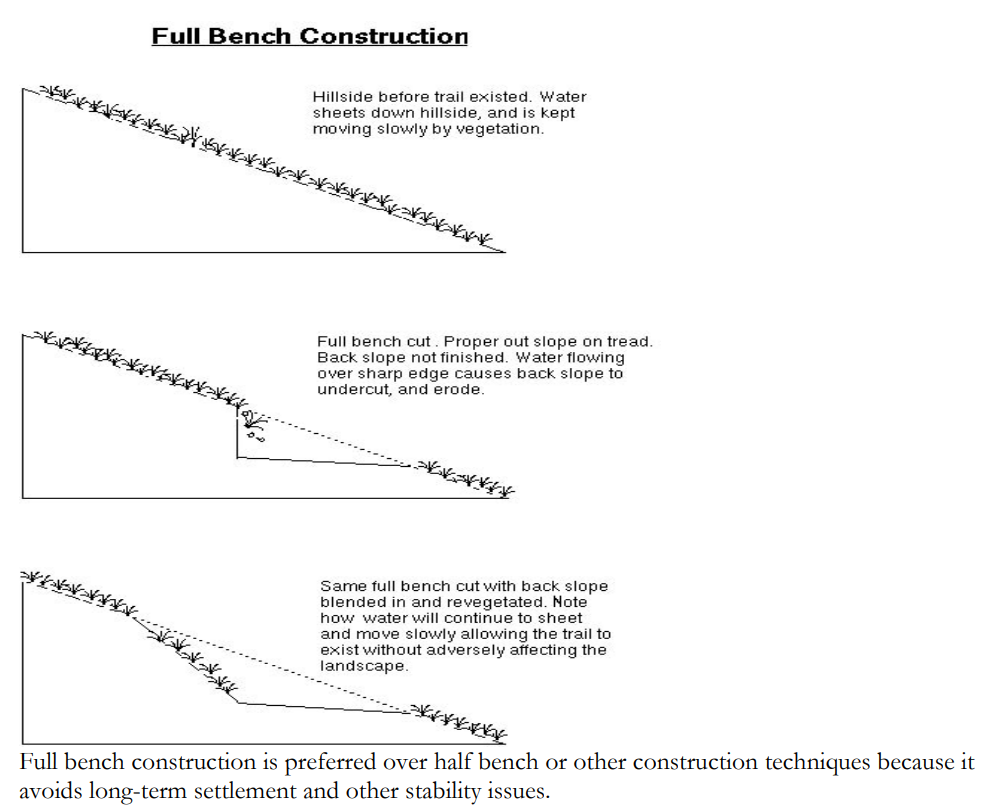 Full Bench Construction
Hillside before trail existed. Water
sheets down hillside, and is kept
moving slowly by vegetation.
Full bench cut . Proper out slope on tread.
Back slope not finished. Water flowing
over sharp edge causes back slope to
undercut, and erode.
Same full bench cut with back slope
blended in and revegetated. Note
how water will continue to sheet
and move slowly allowing the trail to
exist without adversely affecting the
landscape.
Full bench construction is preferred over half bench or other construction techniques because it
avoids long-term settlement and other stability issues.